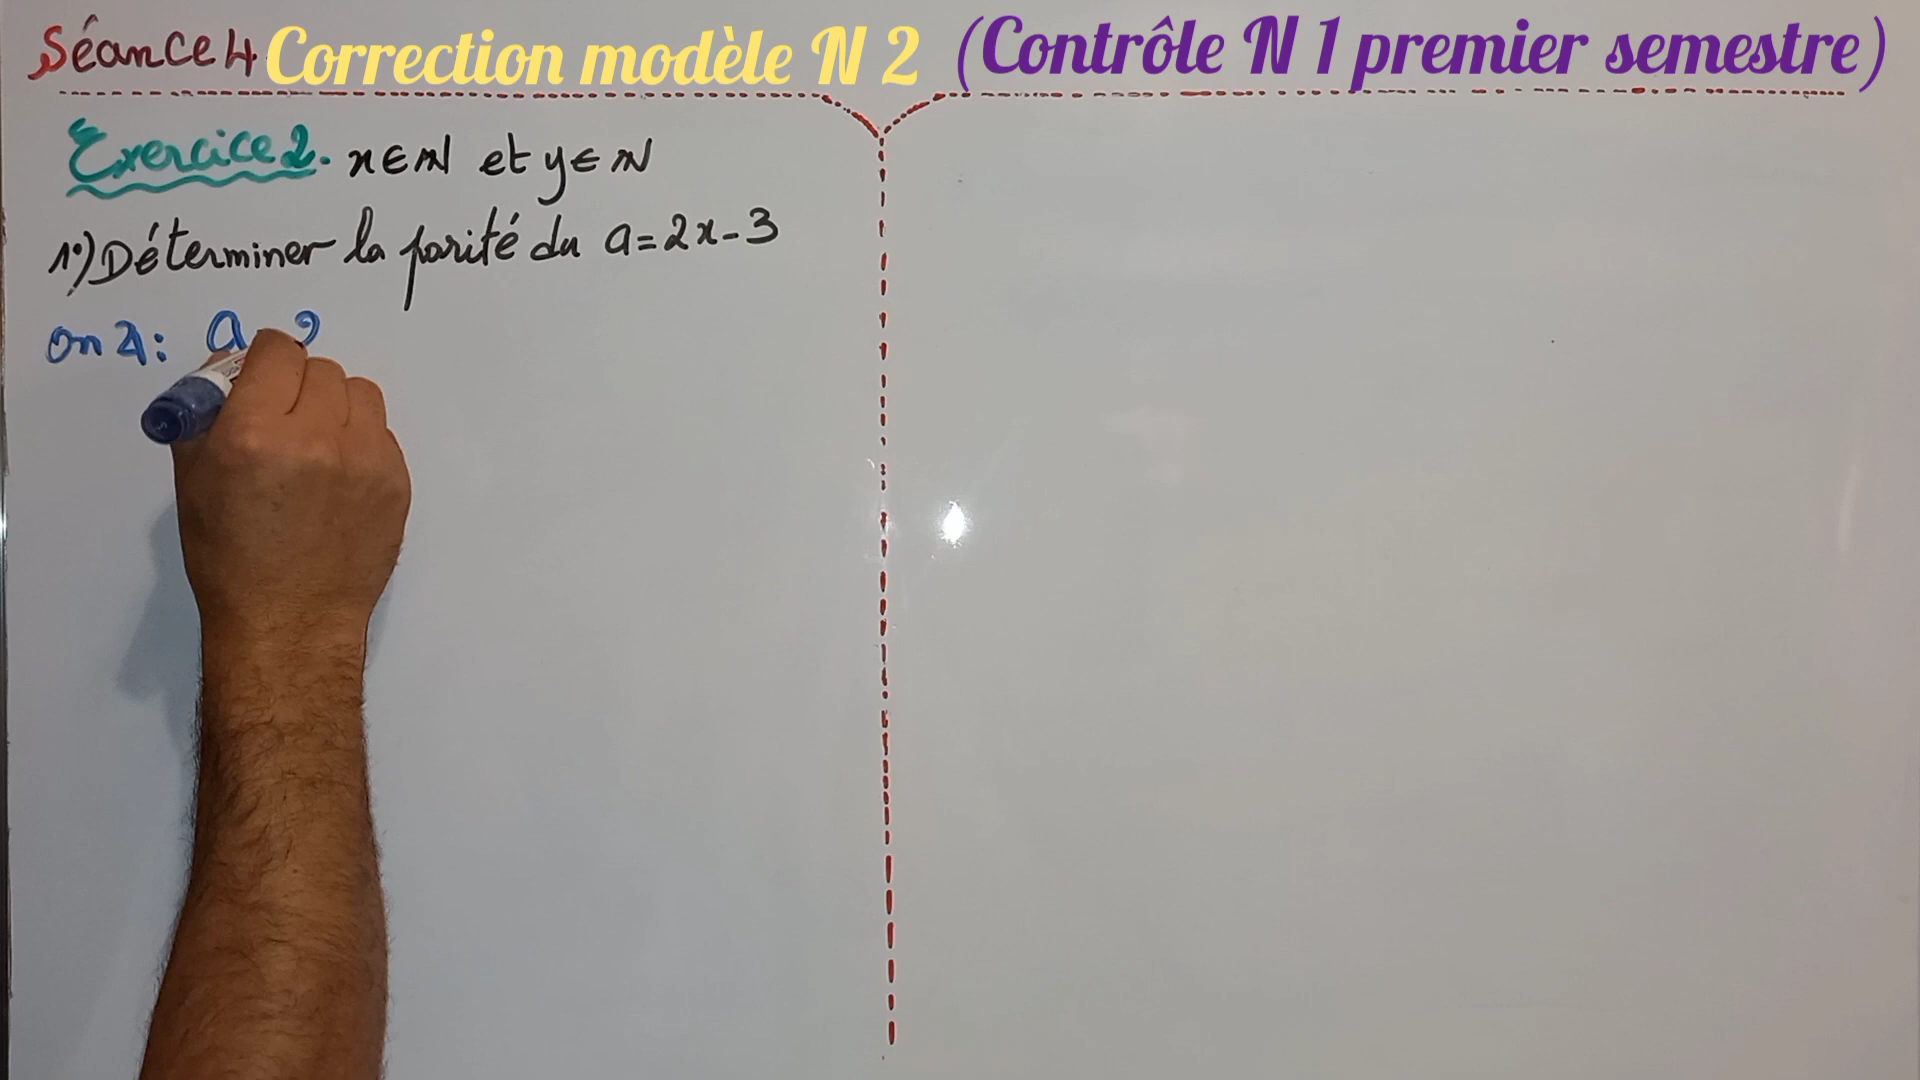 Séance 4 Correction modèle N 2 (Contrôle N 1 premier semestre)
Exercice 2. x∈ℕ et y∈ℕ
1°) Déterminer la parité du a=2x-3
on a: a 2